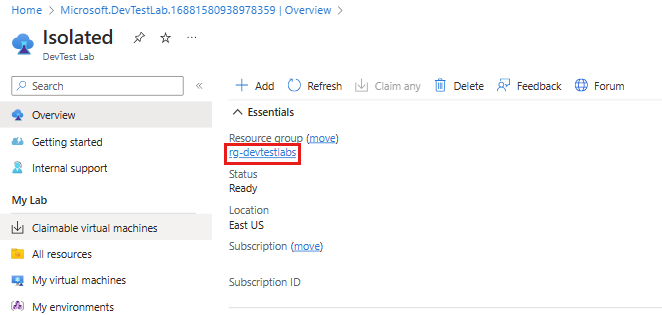 Home > Microsoft.DevTestLab.16881580938978359 | Overview >
Isolated
DevTest Lab
Search
Overview
Getting started
Internal support
My Lab
Claimable virtual machines
All resources
My virtual machines
My environments
Add Refresh Claim any Delete Feedback Forum
Essentials
Resource group (move)
rg-devtestlabs
Status
Ready
Location
East US
Subscription (move)
Subscription ID